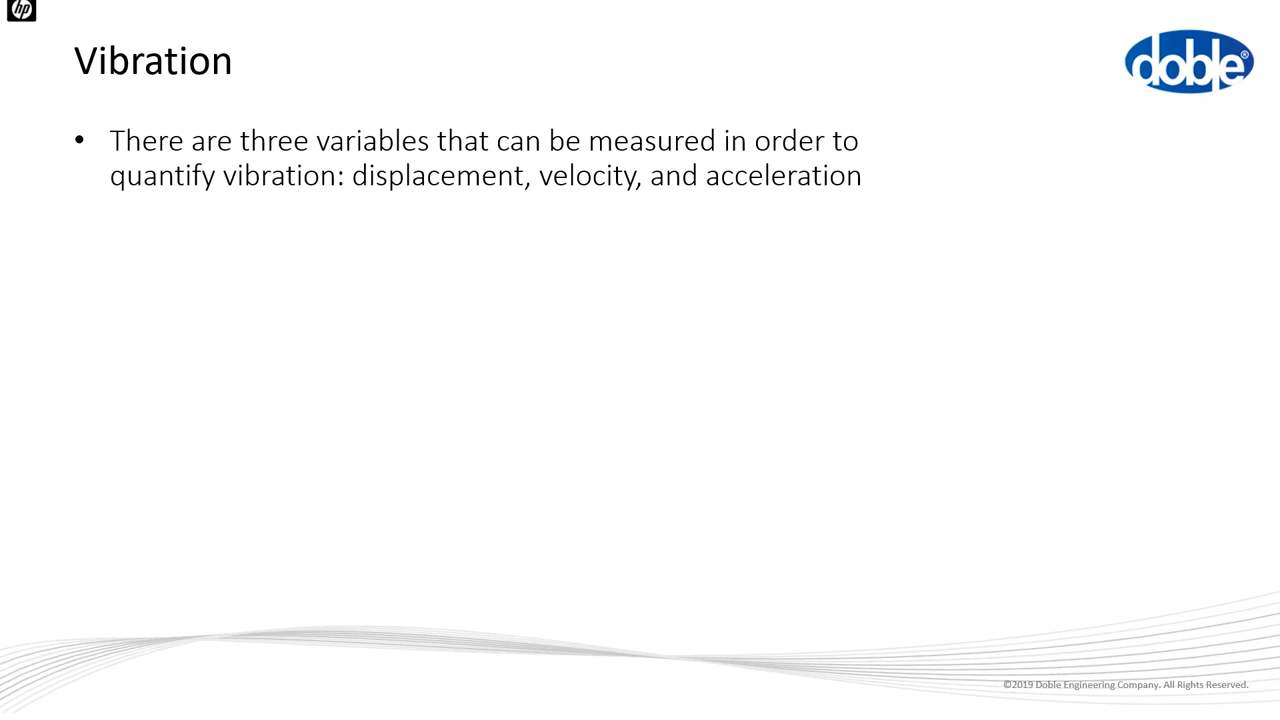 hp
Vibration
doble®
• There are three variables that can be measured in order to
quantify vibration: displacement, velocity, and acceleration
©2019 Doble Engineering Company. All Rights Reserved.